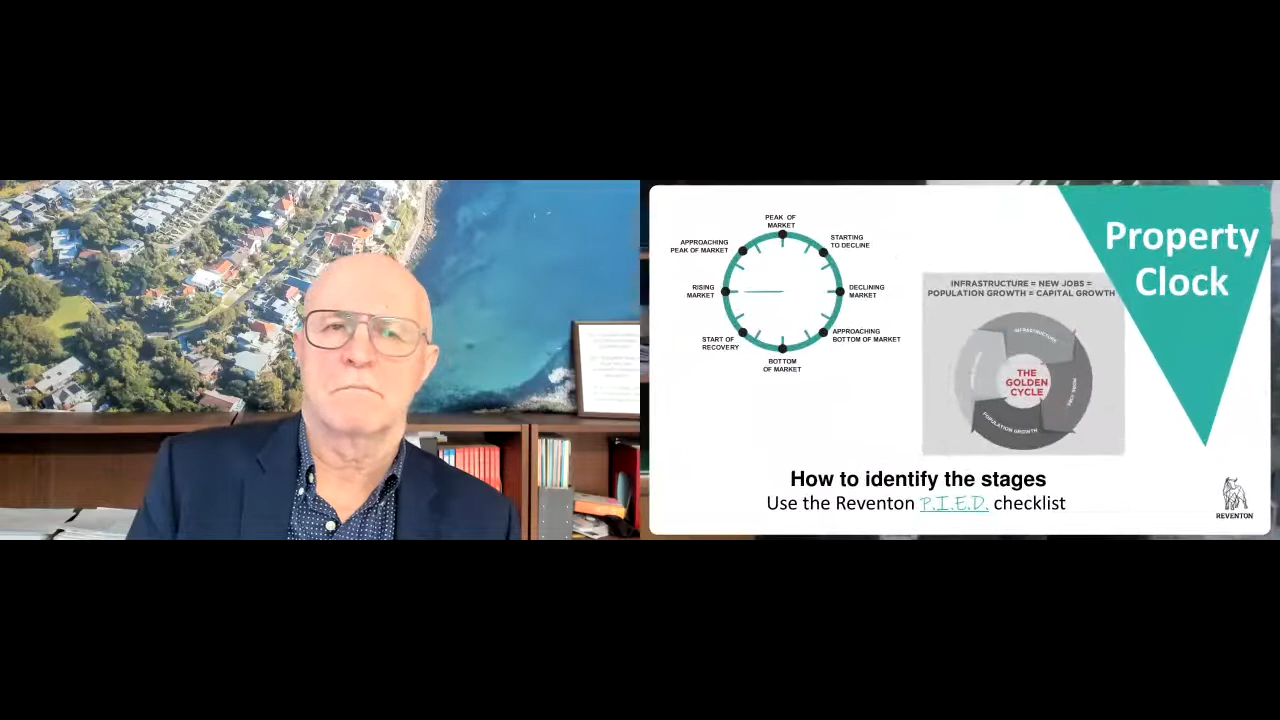 PEAK OF
MARKET
STARTING
TO DECLINE
APPROACHING
PEAK OF MARKET
RISING
MARKET
DECLINING
MARKET
START OF
RECOVERY
APPROACHING
BOTTOM OF MARKET
BOTTOM
OF MARKET
INFRASTRUCTURE = NEW JOBS =
POPULATION GROWTH = CAPITAL GROWTH
INFRASTRUCTURE
THE
GOLDEN
CYCLE
POPULATION GROWTH
Property
Clock
How to identify the stages
Use the Reventon P.I.E.D. checklist
REVENTON